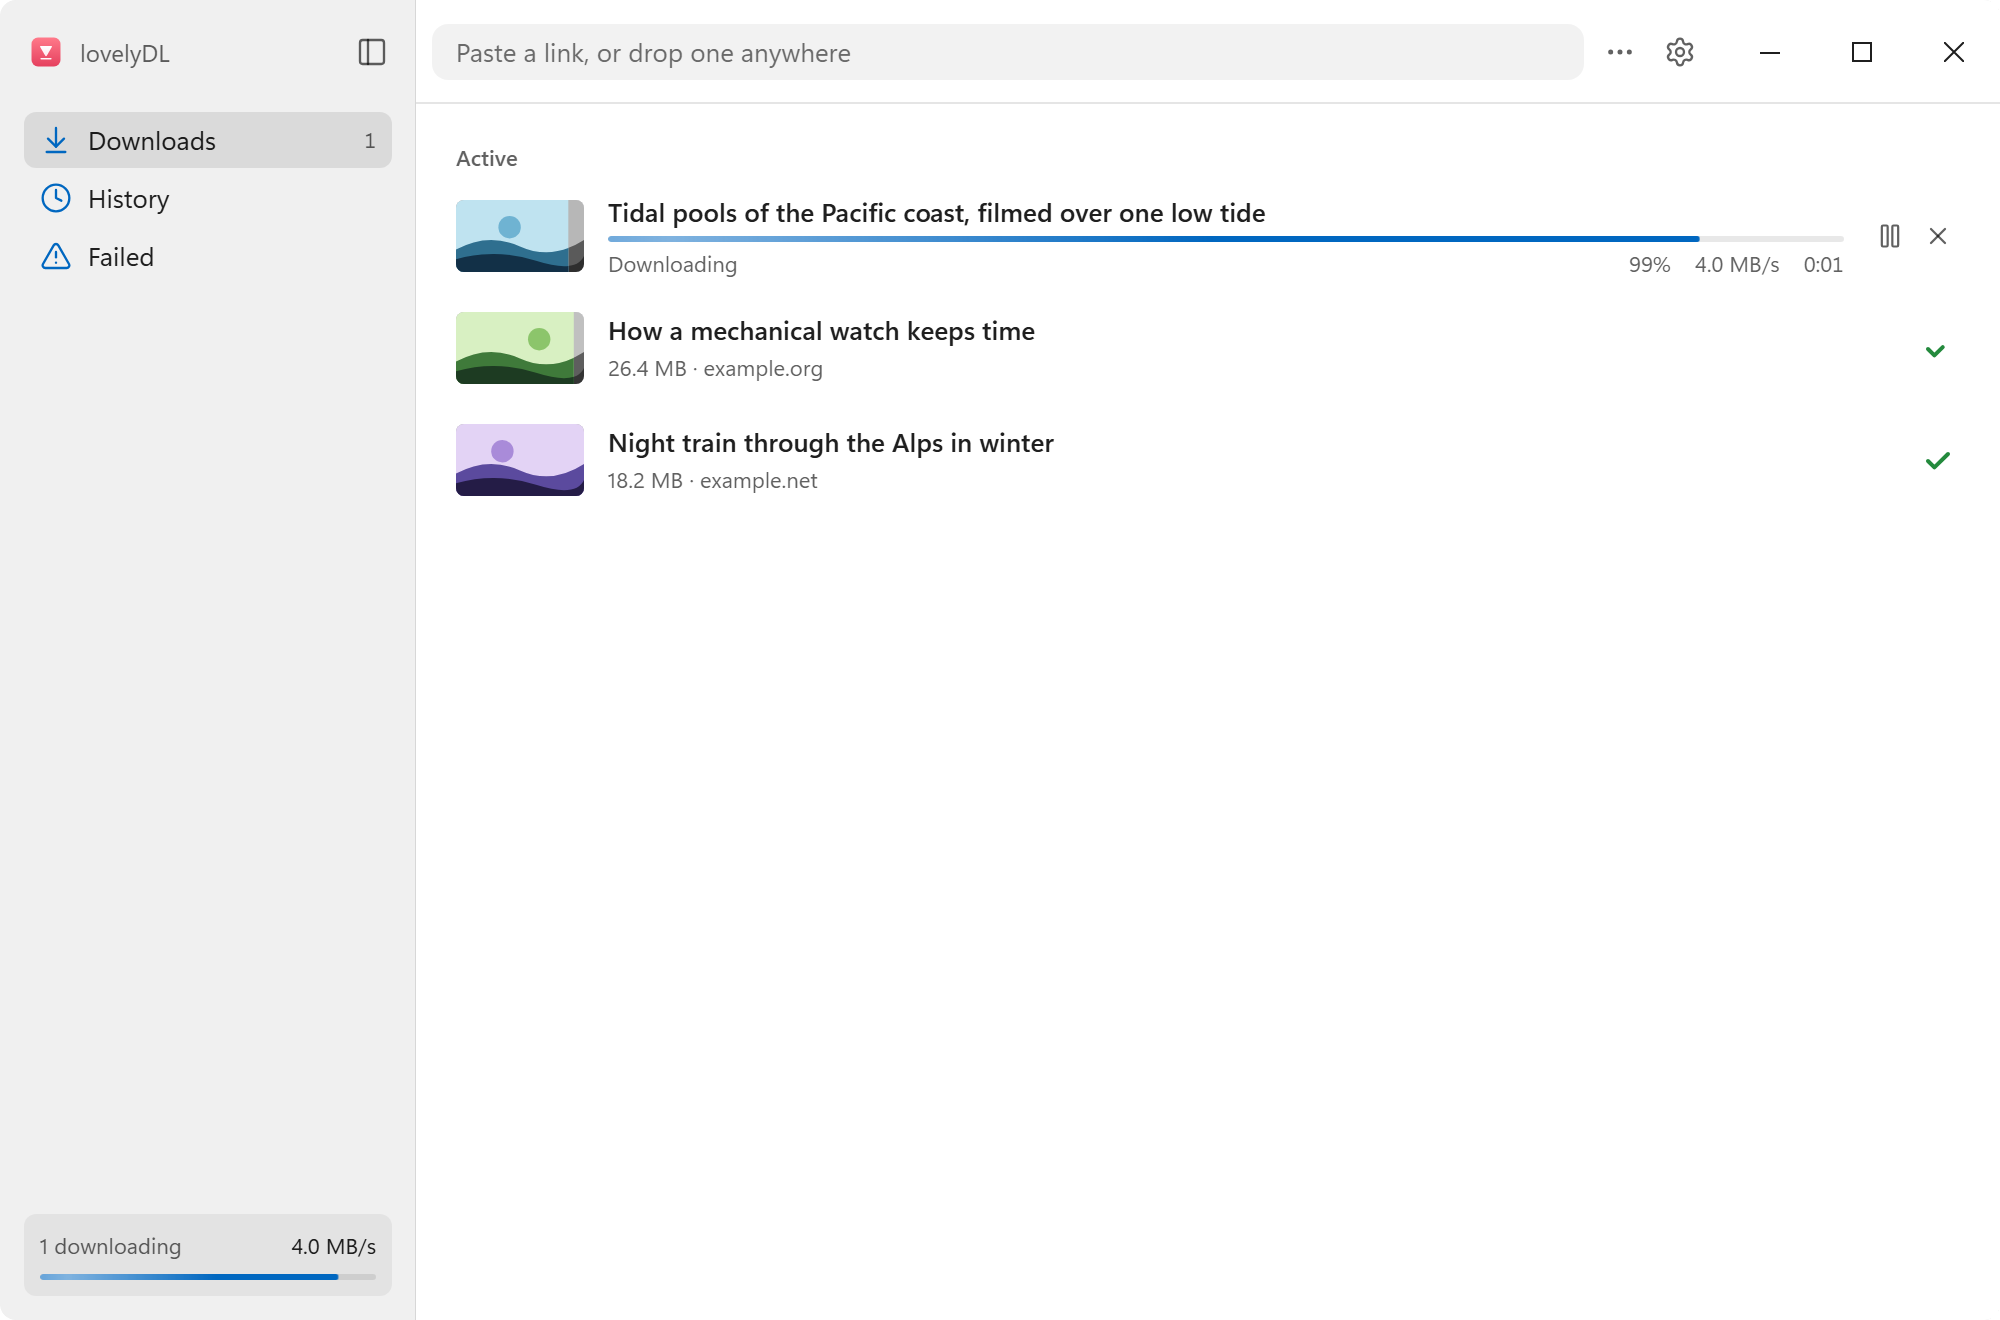 lovelyDL
Paste a link, or drop one anywhere
Downloads 1
History
Failed
Active
Tidal pools of the Pacific coast, filmed over one low tide
Downloading 99% 4.0 MB/s 0:01
How a mechanical watch keeps time
26.4 MB · example.org
Night train through the Alps in winter
18.2 MB · example.net
1 downloading 4.0 MB/s